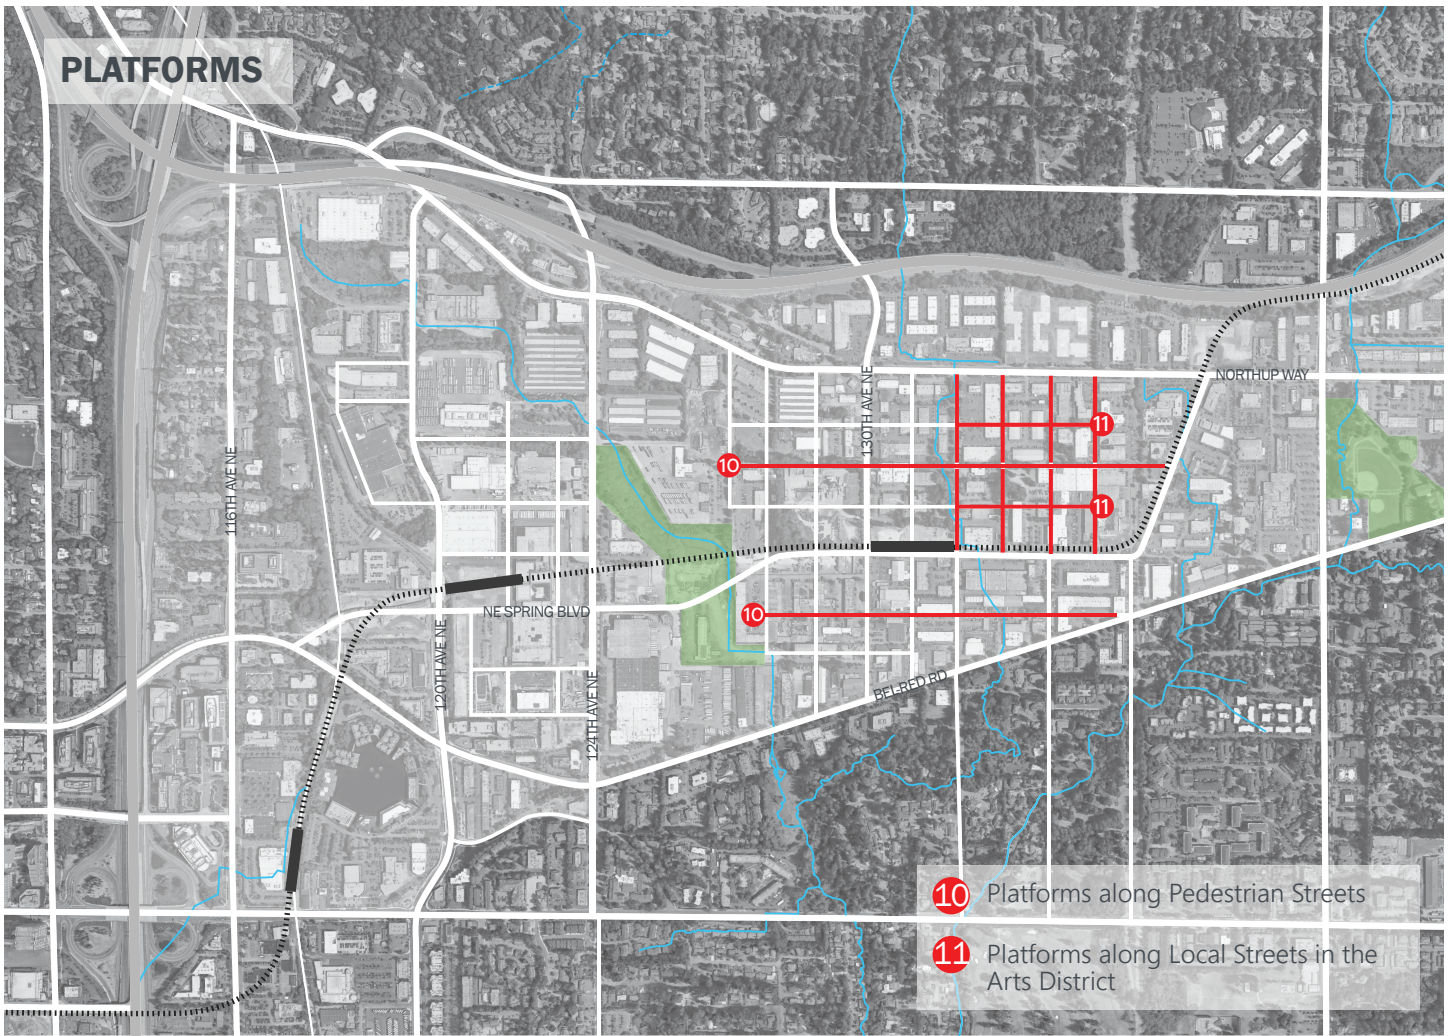 PLATFORMS
NORTHUP WAY
130TH AVE NE
11
10
116TH AVE NE
11
NE SPRING BLVD
10
120TH AVE NE
124TH AVE NE
BEL-RED RD
10 Platforms along Pedestrian Streets
11 Platforms along Local Streets in the
Arts District